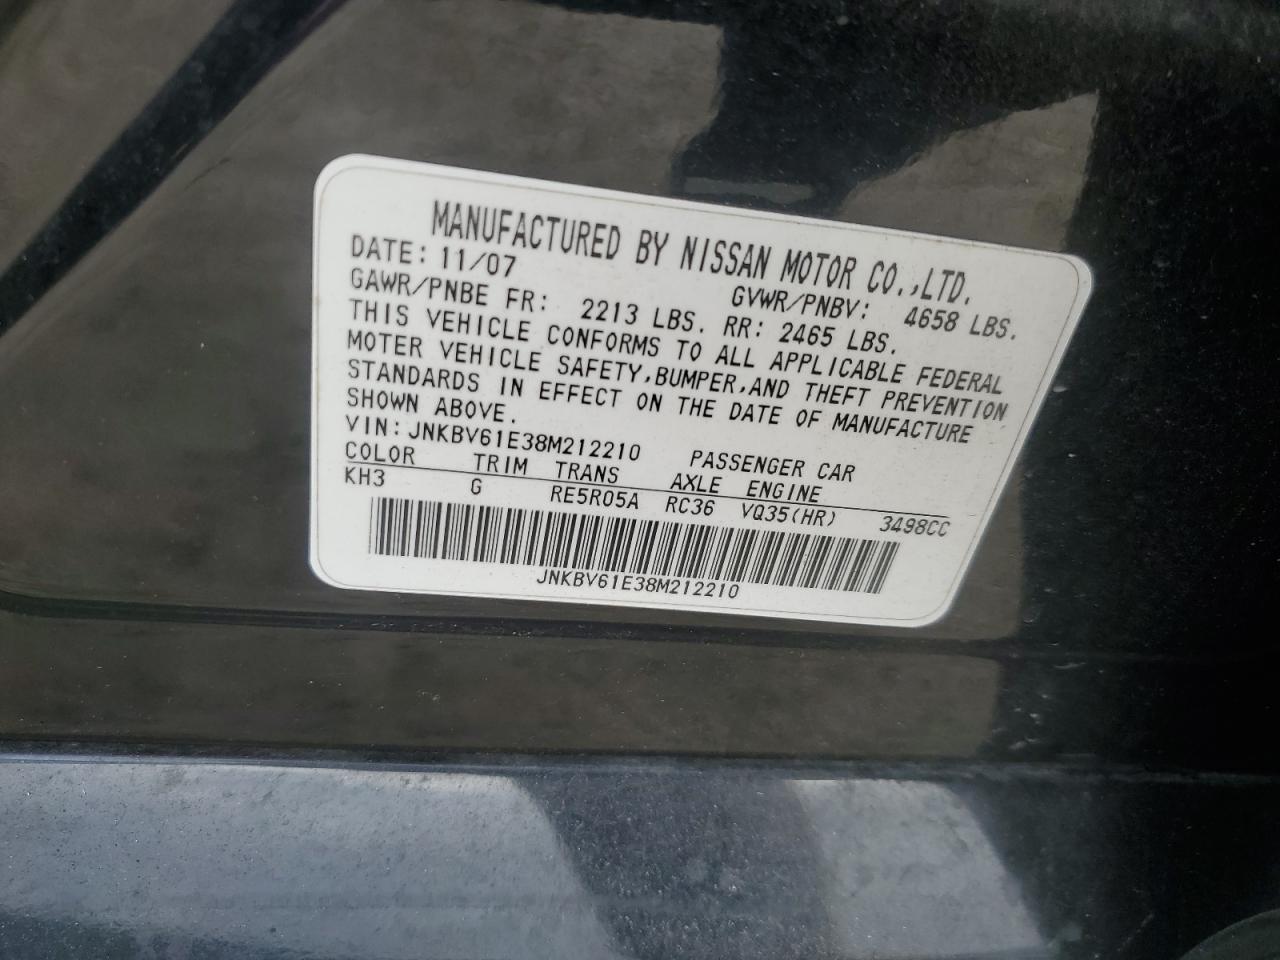 MANUFACTURED BY NISSAN MOTOR CO.,LTD.
DATE: 11/07 GVWR/PNBV: 4658 LBS.
GAWR/PNBE FR: 2213 LBS. RR: 2465 LBS.
THIS VEHICLE CONFORMS TO ALL APPLICABLE FEDERAL
MOTER VEHICLE SAFETY,BUMPER,AND THEFT PREVENTION
STANDARDS IN EFFECT ON THE DATE OF MANUFACTURE
SHOWN ABOVE.
VIN:JNKBV61E38M212210 PASSENGER CAR
COLOR TRIM TRANS AXLE ENGINE
KH3 G RE5R05A RC36 VQ35(HR) 3498CC
JNKBV61E38M212210